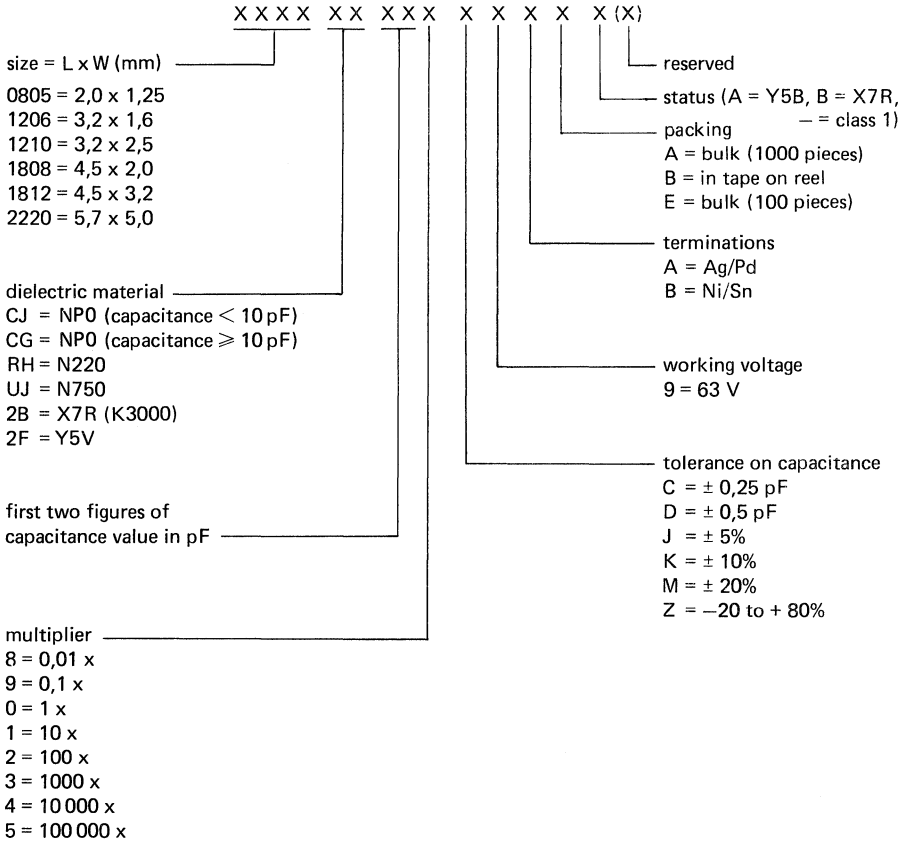 X X X X X X X X X X X X X X (X)
size = L x W (mm)
0805 = 2,0 x 1,25
1206 = 3,2 x 1,6
1210 = 3,2 x 2,5
1808 = 4,5 x 2,0
1812 = 4,5 x 3,2
2220 = 5,7 x 5,0
dielectric material
CJ = NP0 (capacitance < 10 pF)
CG = NP0 (capacitance ⩾ 10 pF)
RH = N220
UJ = N750
2B = X7R (K3000)
2F = Y5V
first two figures of
capacitance value in pF
multiplier
8 = 0,01 x
9 = 0,1 x
0 = 1 x
1 = 10 x
2 = 100 x
3 = 1000 x
4 = 10 000 x
5 = 100 000 x
reserved
status (A = Y5B, B = X7R,
— = class 1)
packing
A = bulk (1000 pieces)
B = in tape on reel
E = bulk (100 pieces)
terminations
A = Ag/Pd
B = Ni/Sn
working voltage
9 = 63 V
tolerance on capacitance
C = ± 0,25 pF
D = ± 0,5 pF
J = ± 5%
K = ± 10%
M = ± 20%
Z = —20 to + 80%